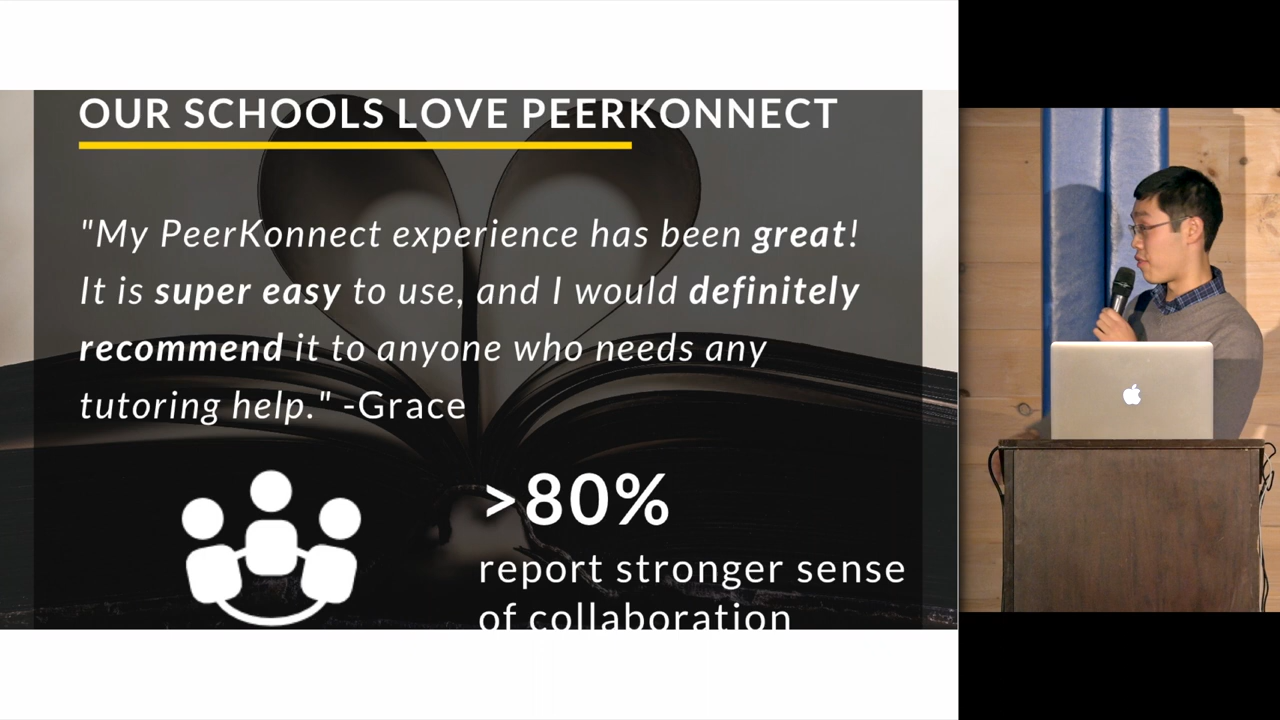 OUR SCHOOLS LOVE PEERKONNECT
"My PeerKonnect experience has been great!
It is super easy to use, and I would definitely
recommend it to anyone who needs any
tutoring help." -Grace
>80%
report stronger sense
of collaboration